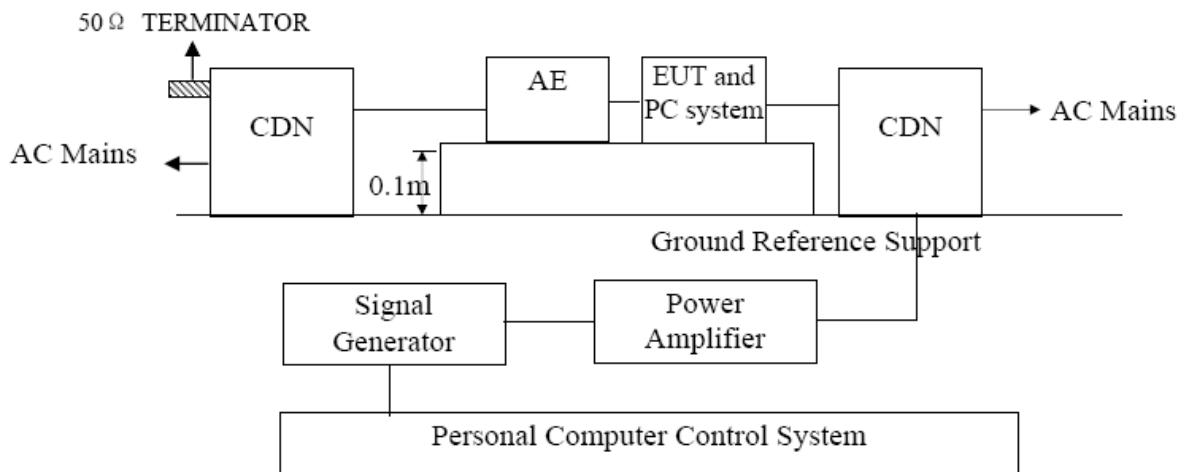 50Ω TERMINATOR
AE
EUT and
PC system
CDN
CDN
AC Mains
AC Mains
0.1m
Ground Reference Support
Signal
Generator
Power
Amplifier
Personal Computer Control System